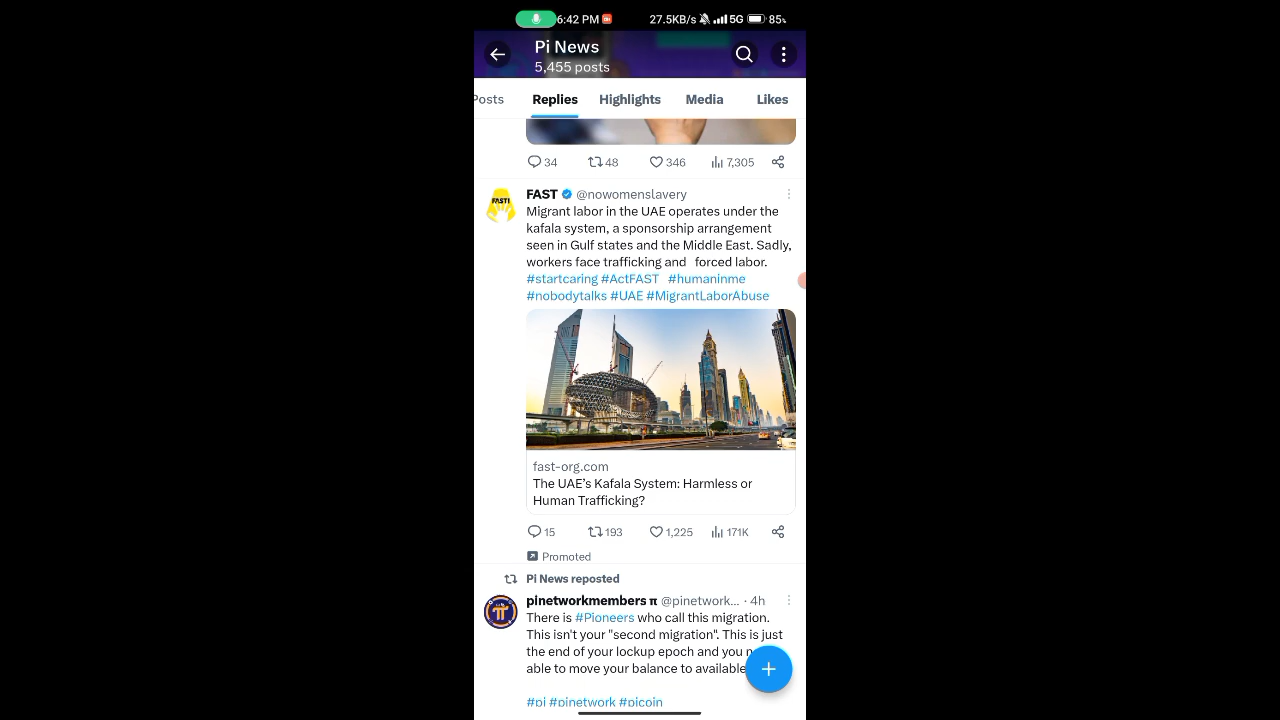 6:42 PM
27.5KB/s 5G 85%
Pi News
5,455 posts
Posts Replies Highlights Media Likes
34 48 346 7,305
FAST @nowomenslavery
FAST!
Migrant labor in the UAE operates under the
kafala system, a sponsorship arrangement
seen in Gulf states and the Middle East. Sadly,
workers face trafficking and forced labor.
#startcaring #ActFAST #humaninme
#nobodytalks #UAE #MigrantLaborAbuse
fast-org.com
The UAE’s Kafala System: Harmless or
Human Trafficking?
15 193 1,225 171K
Promoted
Pi News reposted
pinetworkmembers π @pinetwork... · 4h
There is #Pioneers who call this migration.
This isn't your "second migration". This is just
the end of your lockup epoch and you
able to move your balance to available
#pi #pinetwork #picoin